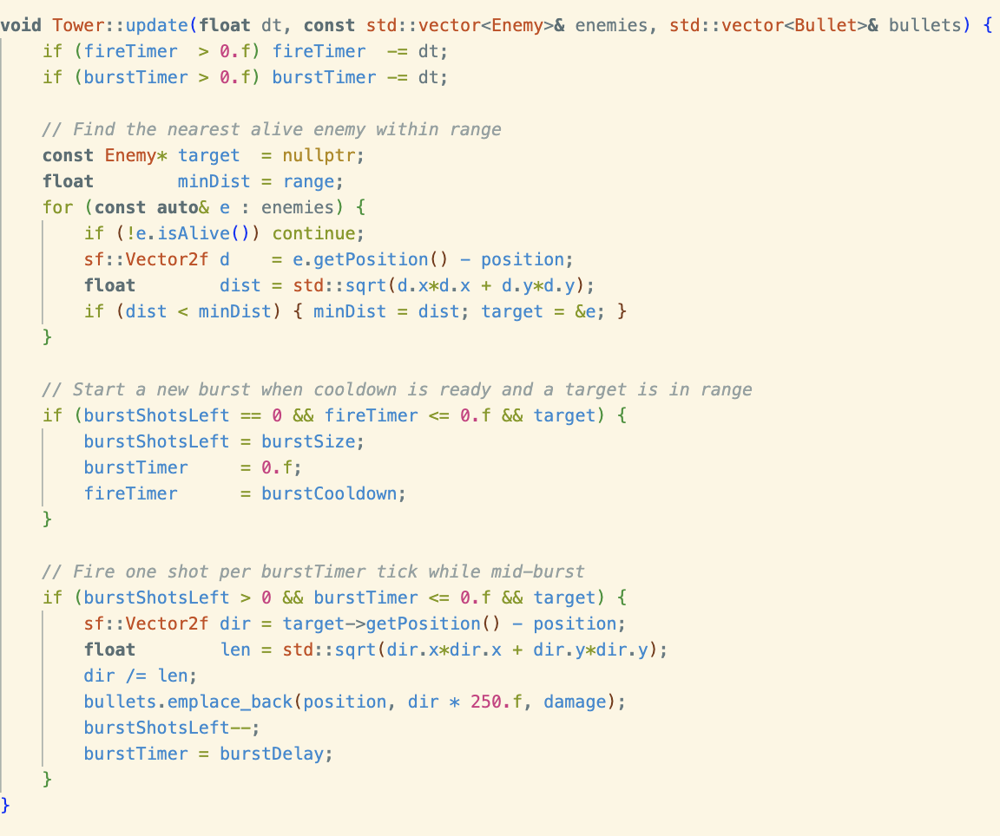 void Tower::update(float dt, const std::vector<Enemy>& enemies, std::vector<Bullet>& bullets) {
    if (fireTimer  > 0.f) fireTimer  -= dt;
    if (burstTimer > 0.f) burstTimer -= dt;

    // Find the nearest alive enemy within range
    const Enemy* target  = nullptr;
    float        minDist = range;
    for (const auto& e : enemies) {
        if (!e.isAlive()) continue;
        sf::Vector2f d    = e.getPosition() - position;
        float        dist = std::sqrt(d.x*d.x + d.y*d.y);
        if (dist < minDist) { minDist = dist; target = &e; }
    }

    // Start a new burst when cooldown is ready and a target is in range
    if (burstShotsLeft == 0 && fireTimer <= 0.f && target) {
        burstShotsLeft = burstSize;
        burstTimer     = 0.f;
        fireTimer      = burstCooldown;
    }

    // Fire one shot per burstTimer tick while mid-burst
    if (burstShotsLeft > 0 && burstTimer <= 0.f && target) {
        sf::Vector2f dir = target->getPosition() - position;
        float        len = std::sqrt(dir.x*dir.x + dir.y*dir.y);
        dir /= len;
        bullets.emplace_back(position, dir * 250.f, damage);
        burstShotsLeft--;
        burstTimer = burstDelay;
    }
}